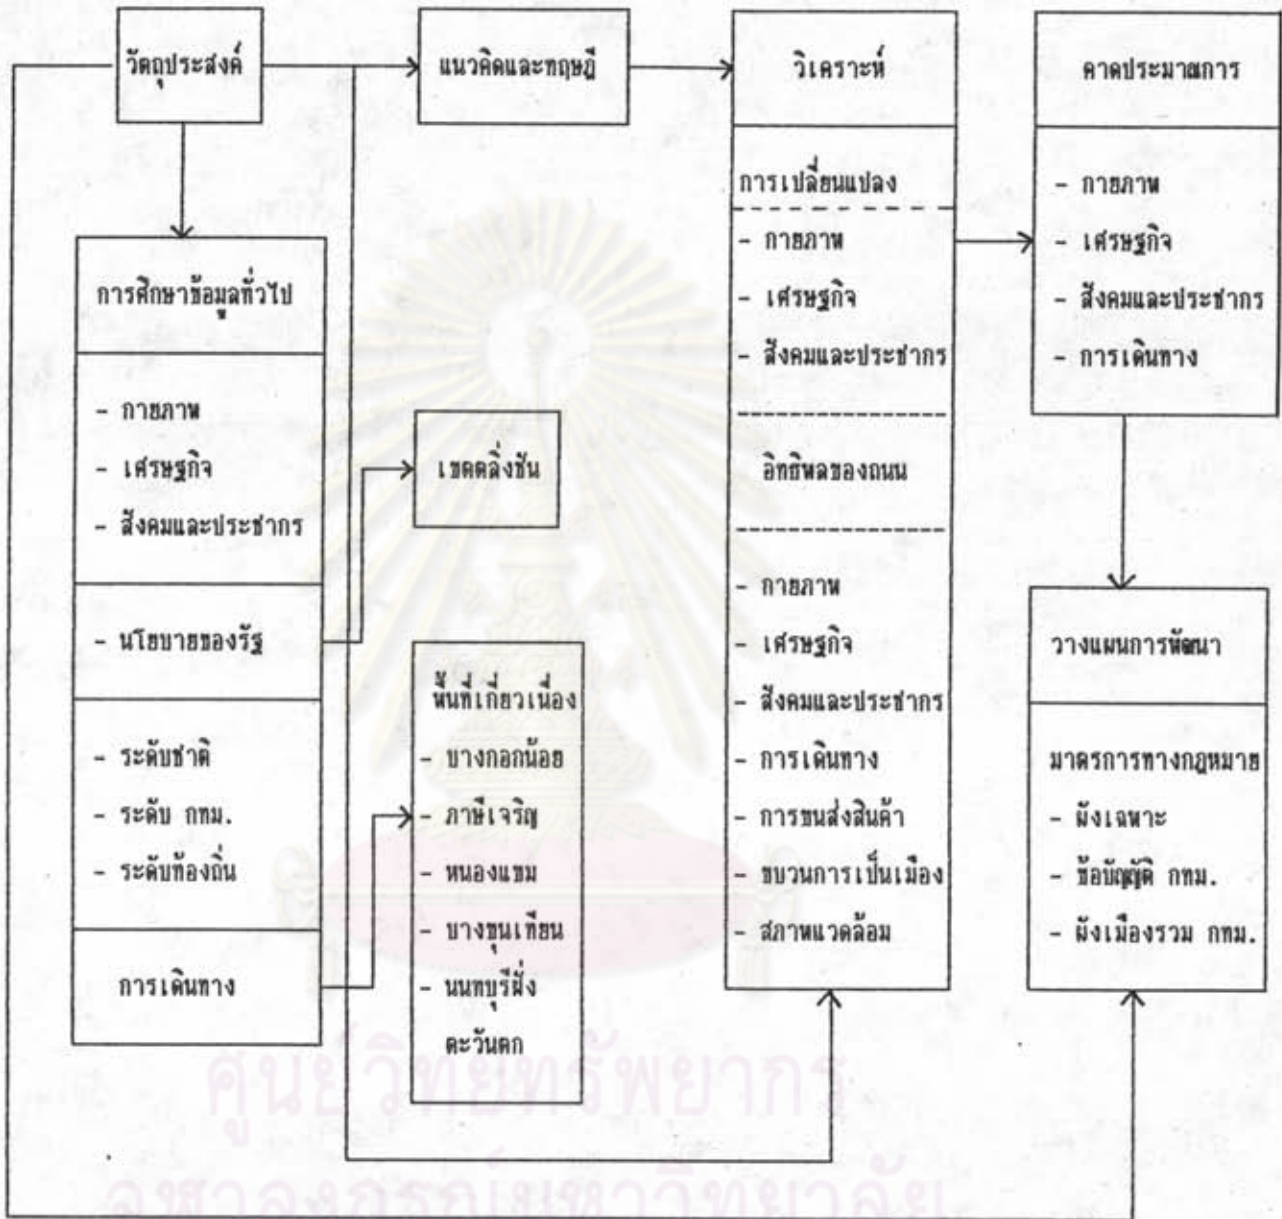 วัตถุประสงค์
แนวคิดและทฤษฎี
วิเคราะห์
คาดประมาณการ
การศึกษาข้อมูลทั่วไป
- กายภาพ
- เศรษฐกิจ
- สังคมและประชากร
- นโยบายของรัฐ
- ระดับชาติ
- ระดับ กทม.
- ระดับท้องถิ่น
การเดินทาง
เขตตลิ่งชัน
พื้นที่เกี่ยวเนื่อง
- บางกอกน้อย
- ภาษีเจริญ
- หนองแขม
- บางขุนเทียน
- นนทบุรีฝั่ง
ตะวันตก
การเปลี่ยนแปลง
- กายภาพ
- เศรษฐกิจ
- สังคมและประชากร
อิทธิพลของถนน
- กายภาพ
- เศรษฐกิจ
- สังคมและประชากร
- การเดินทาง
- การขนส่งสินค้า
- ขบวนการเป็นเมือง
- สภาพแวดล้อม
- กายภาพ
- เศรษฐกิจ
- สังคมและประชากร
- การเดินทาง
วางแผนการพัฒนา
มาตรการทางกฎหมาย
- ผังเฉพาะ
- ข้อบัญญัติ กทม.
- ผังเมืองรวม กทม.
ศูนย์วิทยทรัพยากร
จุฬาลงกรณ์มหาวิทยาลัย